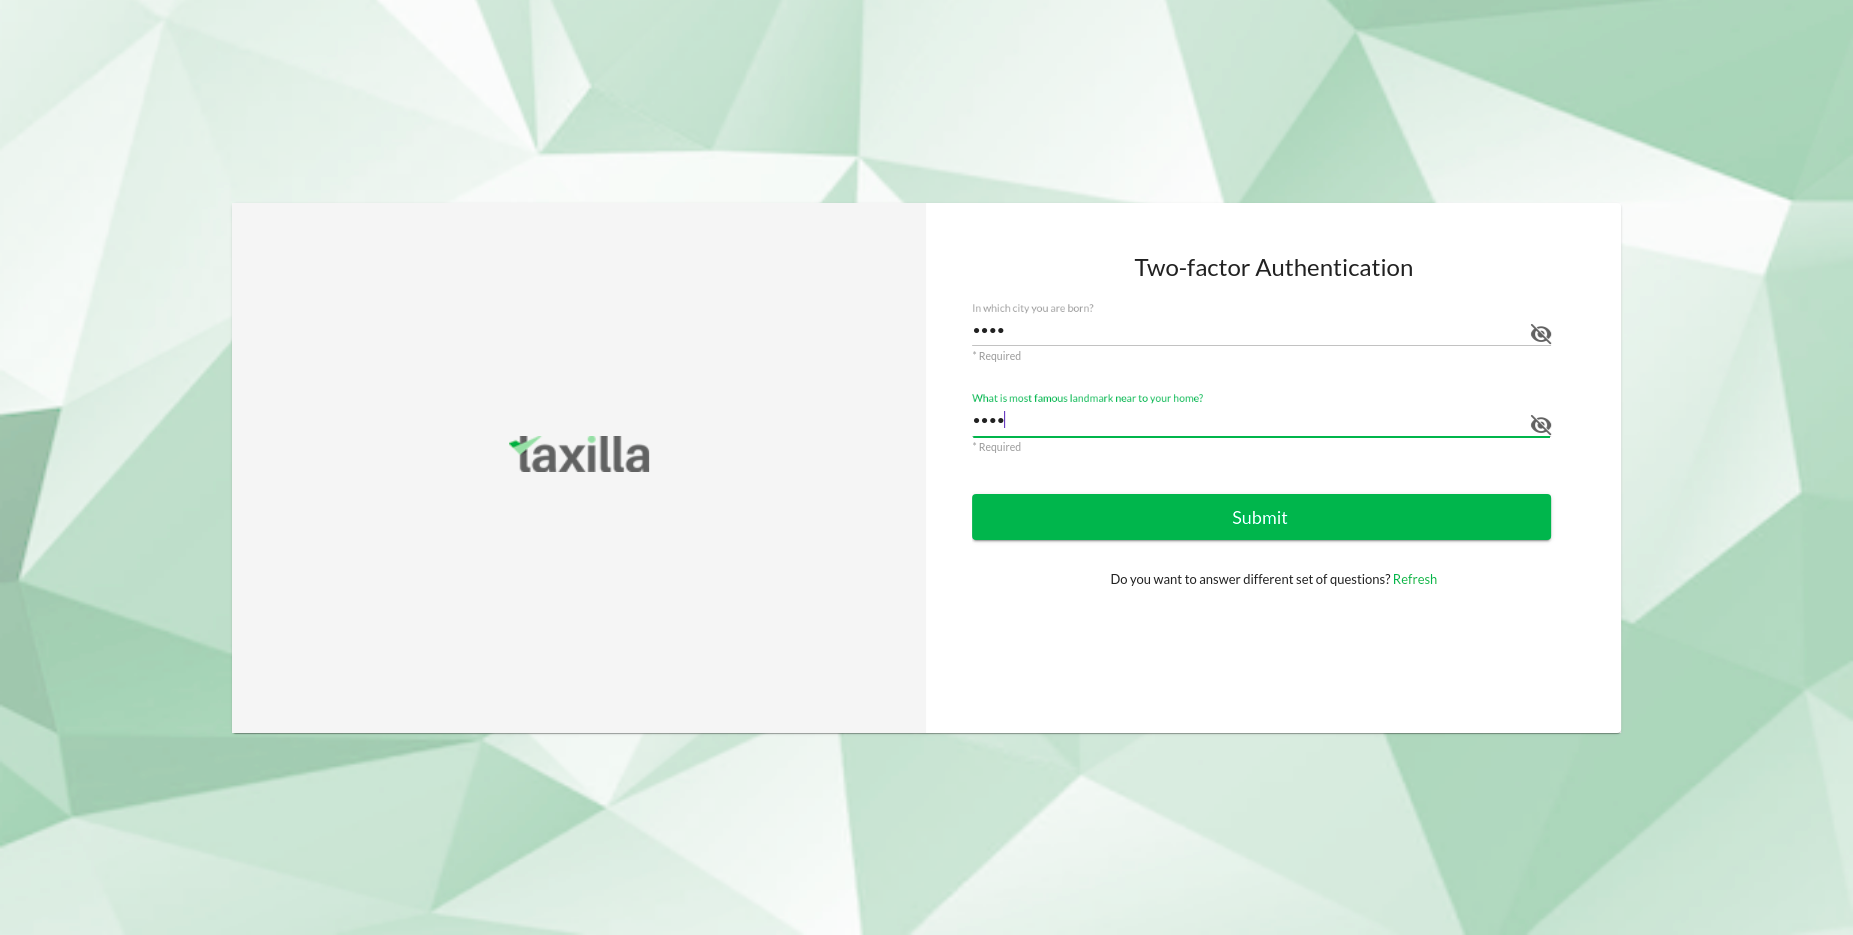 taxilla
Two-factor Authentication
In which city you are born?
••••
* Required
What is most famous landmark near to your home?
••••
* Required
Submit
Do you want to answer different set of questions? Refresh